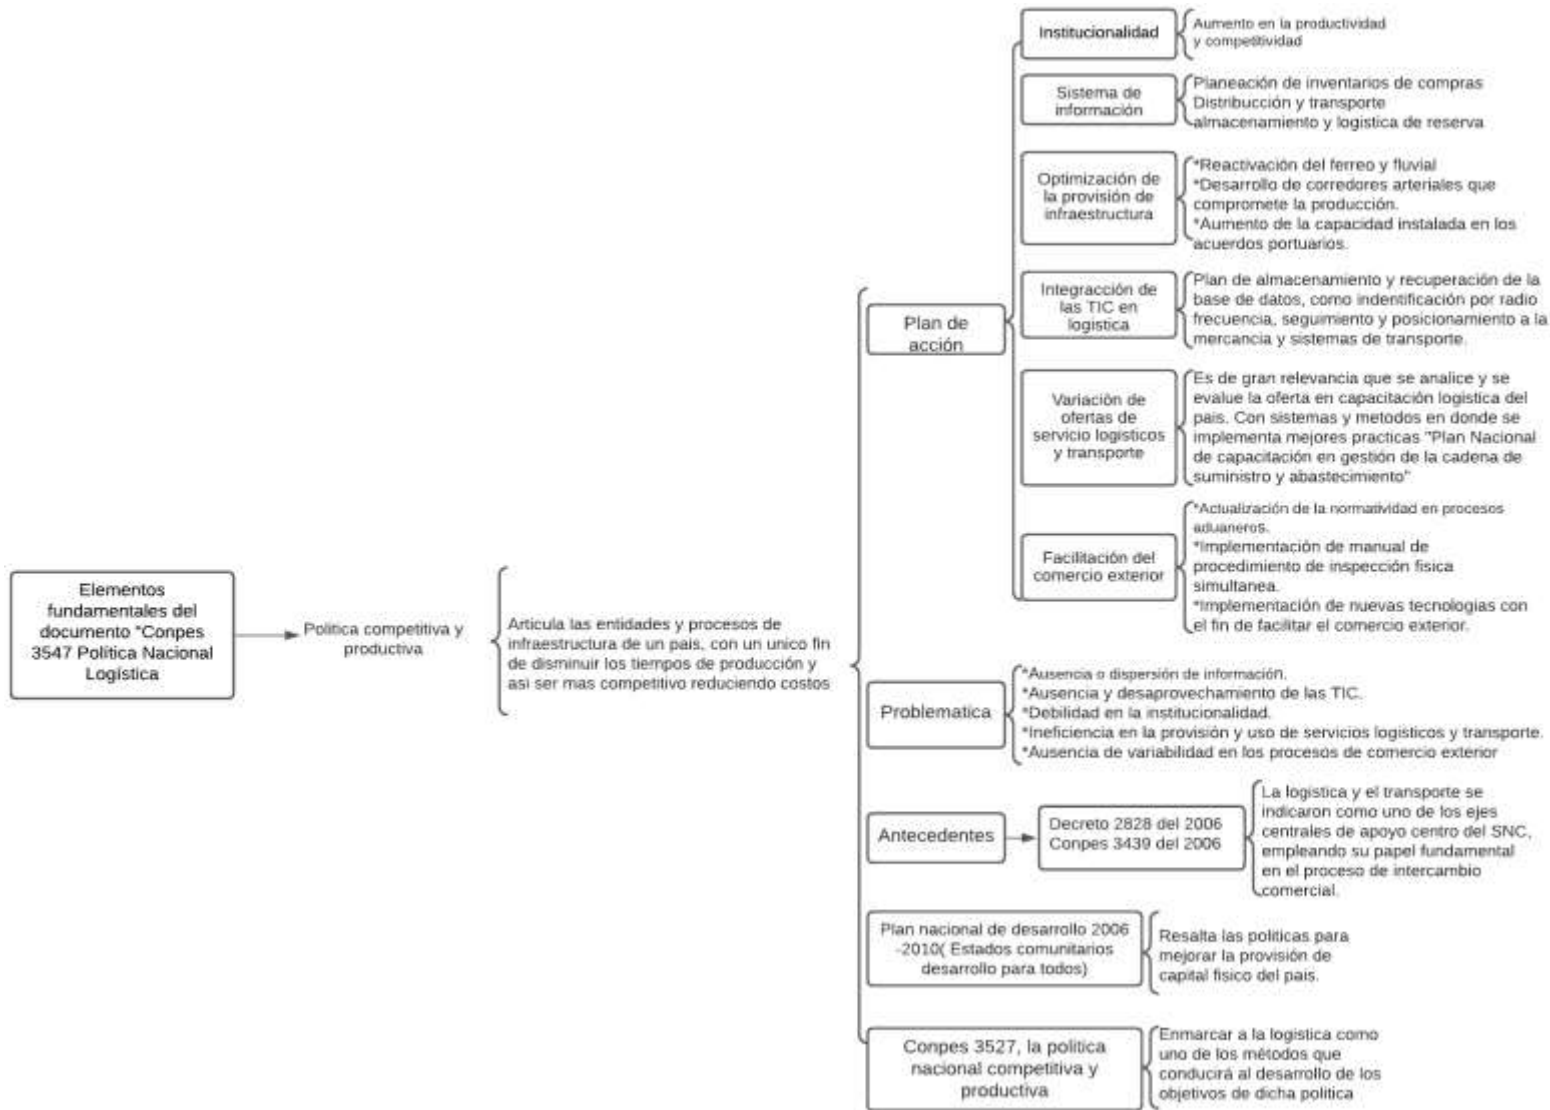 Elementos
fundamentales del
documento "Conpes
3547 Política Nacional
Logística
Politica competitiva y
productiva
Articula las entidades y procesos de
infraestructura de un pais, con un unico fin
de disminuir los tiempos de producción y
asi ser mas competitivo reduciendo costos
Plan de
acción
Institucionalidad
Aumento en la productividad
y competitividad
Sistema de
información
Planeación de inventarios de compras
Distribucción y transporte
almacenamiento y logistica de reserva
Optimización de
la provisión de
infraestructura
*Reactivación del ferreo y fluvial
*Desarrollo de corredores arteriales que
compromete la producción.
*Aumento de la capacidad instalada en los
acuerdos portuarios.
Integracción de
las TIC en
logistica
Plan de almacenamiento y recuperación de la
base de datos, como indentificación por radio
frecuencia, seguimiento y posicionamiento a la
mercancia y sistemas de transporte.
Variación de
ofertas de
servicio logisticos
y transporte
Es de gran relevancia que se analice y se
evalue la oferta en capacitación logistica del
pais. Con sistemas y metodos en donde se
implementa mejores practicas "Plan Nacional
de capacitación en gestión de la cadena de
suministro y abastecimiento"
Facilitación del
comercio exterior
*Actualización de la normatividad en procesos
aduaneros.
*Implementación de manual de
procedimiento de inspección fisica
simultanea.
*Implementación de nuevas tecnologias con
el fin de facilitar el comercio exterior.
Problematica
*Ausencia o dispersión de información.
*Ausencia y desaprovechamiento de las TIC.
*Debilidad en la institucionalidad.
*Ineficiencia en la provisión y uso de servicios logisticos y transporte.
*Ausencia de variabilidad en los procesos de comercio exterior
Antecedentes
Decreto 2828 del 2006
Conpes 3439 del 2006
La logistica y el transporte se
indicaron como uno de los ejes
centrales de apoyo centro del SNC,
empleando su papel fundamental
en el proceso de intercambio
comercial.
Plan nacional de desarrollo 2006
-2010( Estados comunitarios
desarrollo para todos)
Resalta las politicas para
mejorar la provisión de
capital fisico del pais.
Conpes 3527, la politica
nacional competitiva y
productiva
Enmarcar a la logistica como
uno de los métodos que
conducirá al desarrollo de los
objetivos de dicha politica